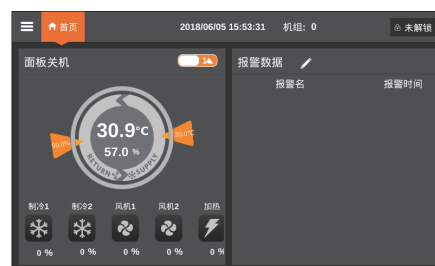 首页
2018/06/05 15:53:31 机组: 0
未解锁
面板关机
报警数据
报警名 报警时间
30.9°C
57.0 %
50.0%
20.0°C
RETURN SUPPLY
制冷1 制冷2 风机1 风机2 加热
0 % 0 % 0 % 0 % 0 %